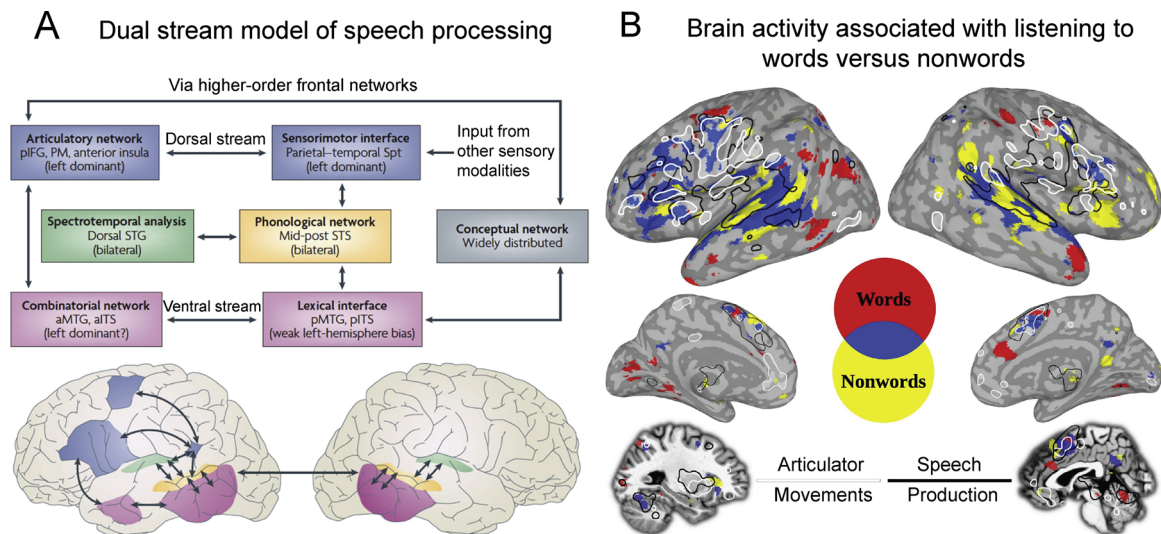 A
Dual stream model of speech processing
Via higher-order frontal networks
Articulatory network
pIFG, PM, anterior insula
(left dominant)
Dorsal stream
Sensorimotor interface
Parietal–temporal Spt
(left dominant)
Input from
other sensory
modalities
Spectrotemporal analysis
Dorsal STG
(bilateral)
Phonological network
Mid-post STS
(bilateral)
Conceptual network
Widely distributed
Combinatorial network
aMTG, aITS
(left dominant?)
Ventral stream
Lexical interface
pMTG, pITS
(weak left-hemisphere bias)
B
Brain activity associated with listening to
words versus nonwords
Words
Nonwords
Articulator
Movements
Speech
Production